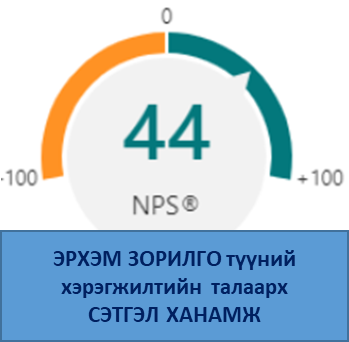 0
44
-100
+100
NPS®
ЭРХЭМ ЗОРИЛГО түүний
хэрэгжилтийн талаарх
СЭТГЭЛ ХАНАМЖ